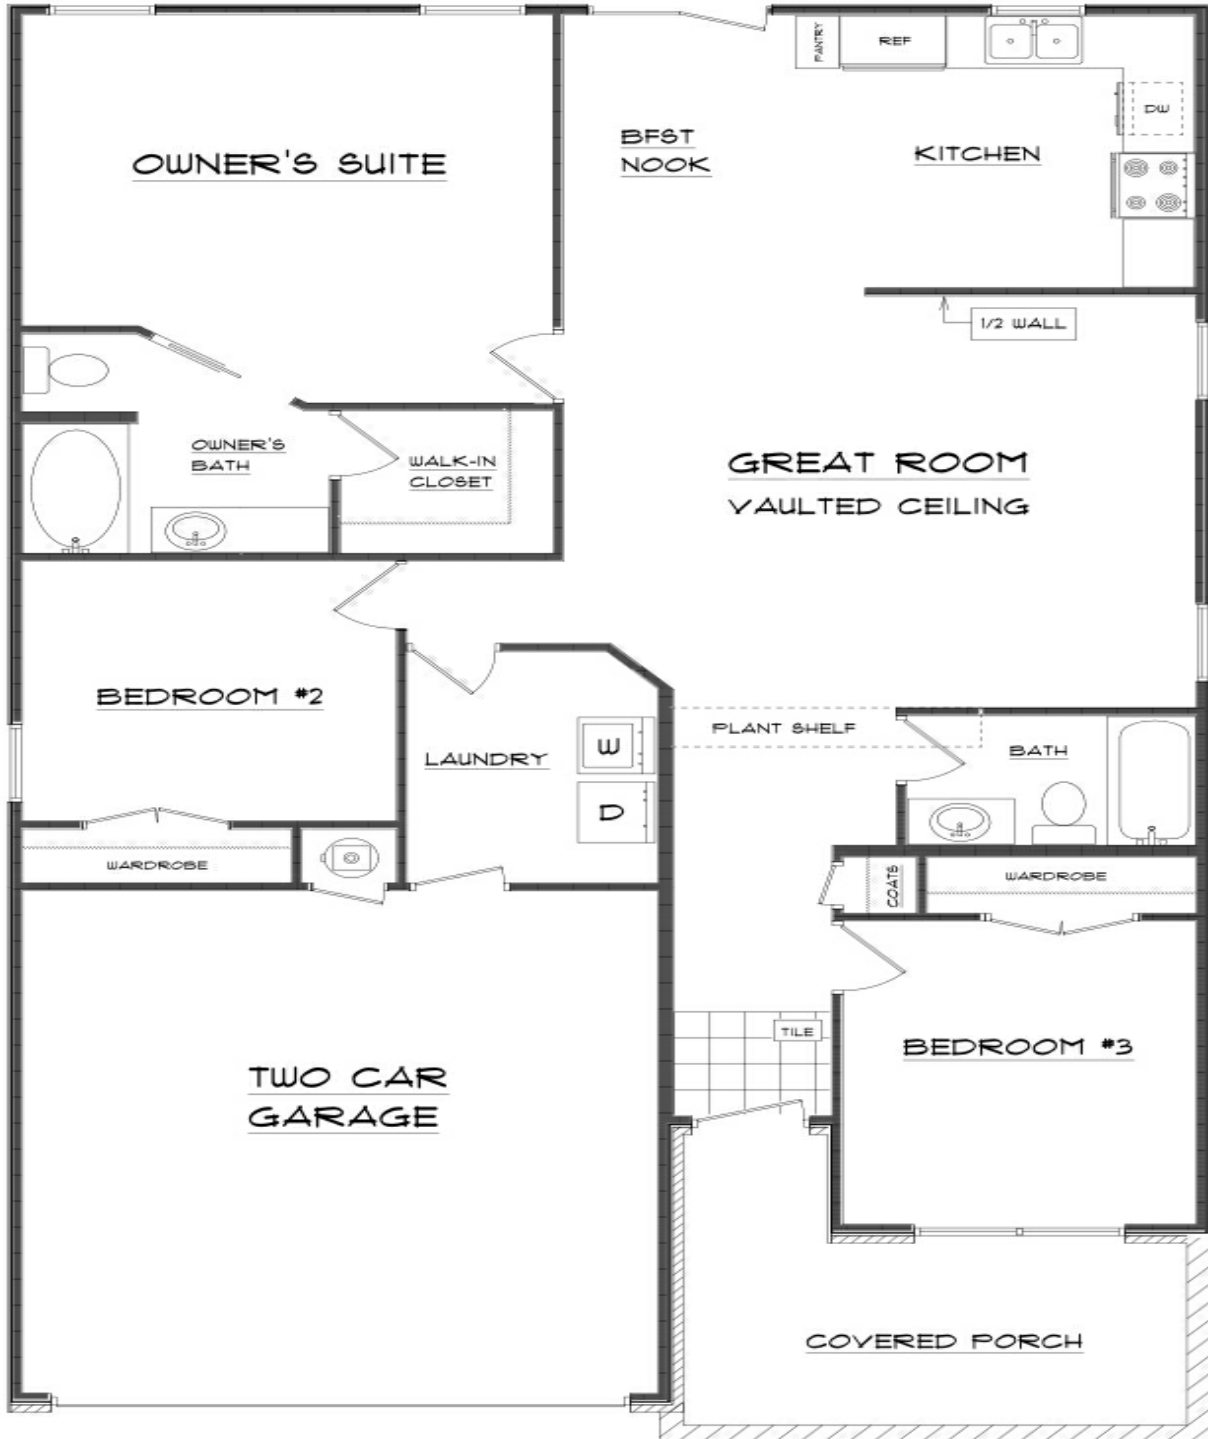 PANTRY
REF
DW
BFST
NOOK
KITCHEN
OWNER'S SUITE
1/2 WALL
OWNER'S
BATH
WALK-IN
CLOSET
GREAT ROOM
VAULTED CEILING
BEDROOM #2
LAUNDRY
W
D
PLANT SHELF
BATH
WARDROBE
COATS
WARDROBE
TILE
BEDROOM #3
TWO CAR
GARAGE
COVERED PORCH